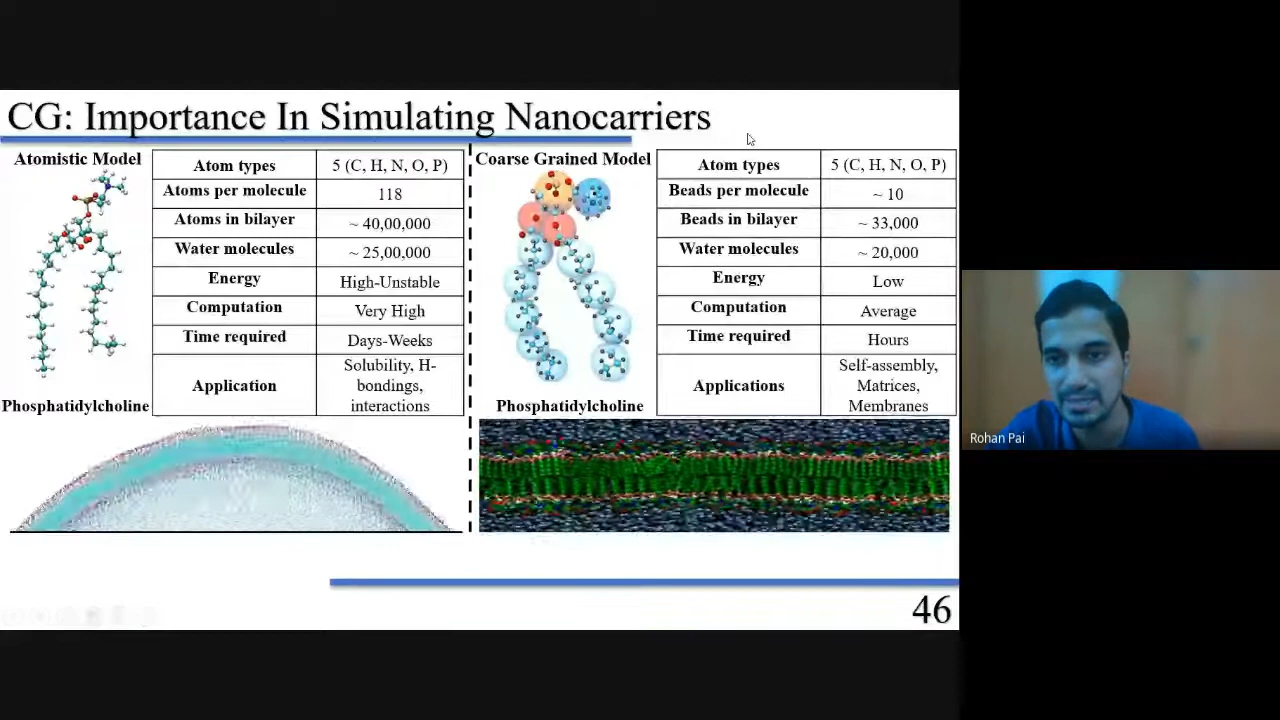 CG: Importance In Simulating Nanocarriers
Atomistic Model
Atom types 5 (C, H, N, O, P)
Atoms per molecule 118
Atoms in bilayer ~ 40,00,000
Water molecules ~ 25,00,000
Energy High-Unstable
Computation Very High
Time required Days-Weeks
Application Solubility, H-
bondings,
interactions
Phosphatidylcholine
Coarse Grained Model
Atom types 5 (C, H, N, O, P)
Beads per molecule ~ 10
Beads in bilayer ~ 33,000
Water molecules ~ 20,000
Energy Low
Computation Average
Time required Hours
Applications Self-assembly,
Matrices,
Membranes
Phosphatidylcholine
46
Rohan Pai